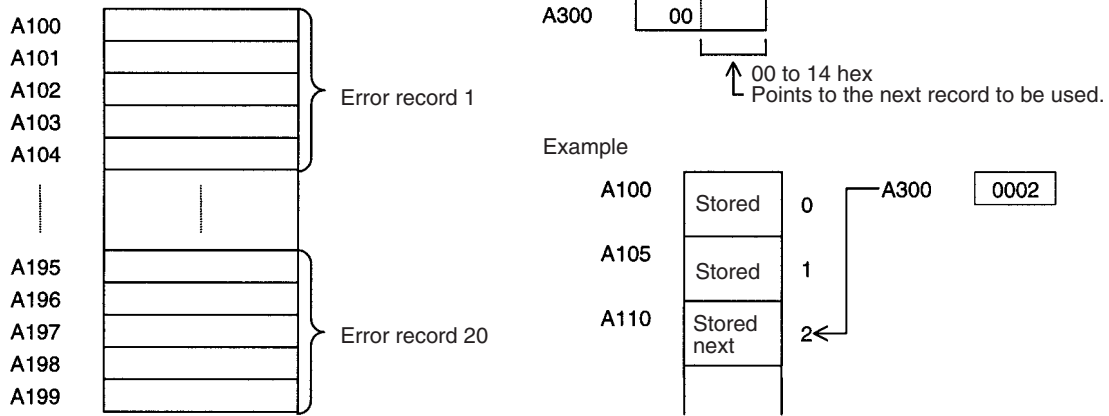 A100
A101
A102
A103
A104
Error record 1
A195
A196
A197
A198
A199
Error record 20
A300 00
00 to 14 hex
Points to the next record to be used.
Example
A100 Stored 0
A300 0002
A105 Stored 1
A110 Stored next 2